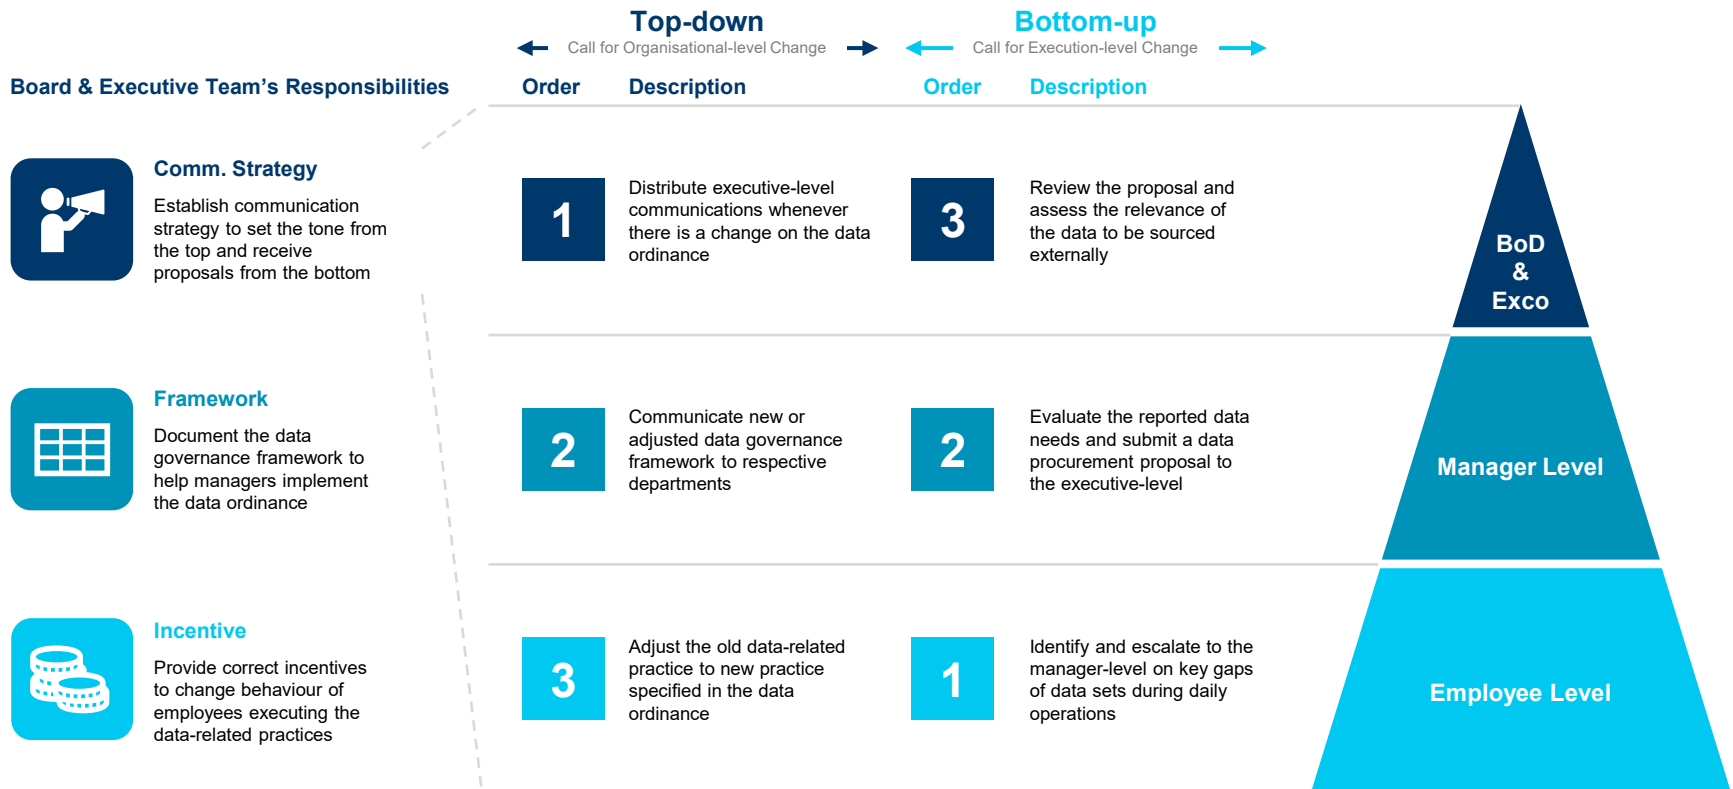 Top-down
Bottom-up
Call for Organisational-level Change
Call for Execution-level Change
Board & Executive Team's Responsibilities
Order
Description
Order
Description
Comm. Strategy
Establish communication
strategy to set the tone from
the top and receive
proposals from the bottom
1
Distribute executive-level
communications whenever
there is a change on the data
ordinance
3
Review the proposal and
assess the relevance of
the data to be sourced
externally
BoD
&
Exco
Framework
Document the data
governance framework to
help managers implement
the data ordinance
2
Communicate new or
adjusted data governance
framework to respective
departments
2
Evaluate the reported data
needs and submit a data
procurement proposal to
the executive-level
Manager Level
Incentive
Provide correct incentives
to change behaviour of
employees executing the
data-related practices
3
Adjust the old data-related
practice to new practice
specified in the data
ordinance
1
Identify and escalate to the
manager-level on key gaps
of data sets during daily
operations
Employee Level